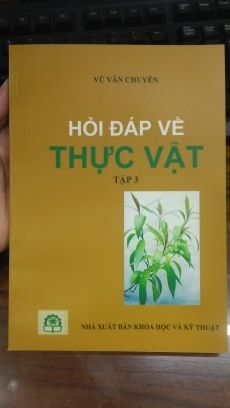 VŨ VĂN CHUYÊN
HỎI ĐÁP VỀ
THỰC VẬT
TẬP 3
NHÀ XUẤT BẢN KHOA HỌC VÀ KỸ THUẬT